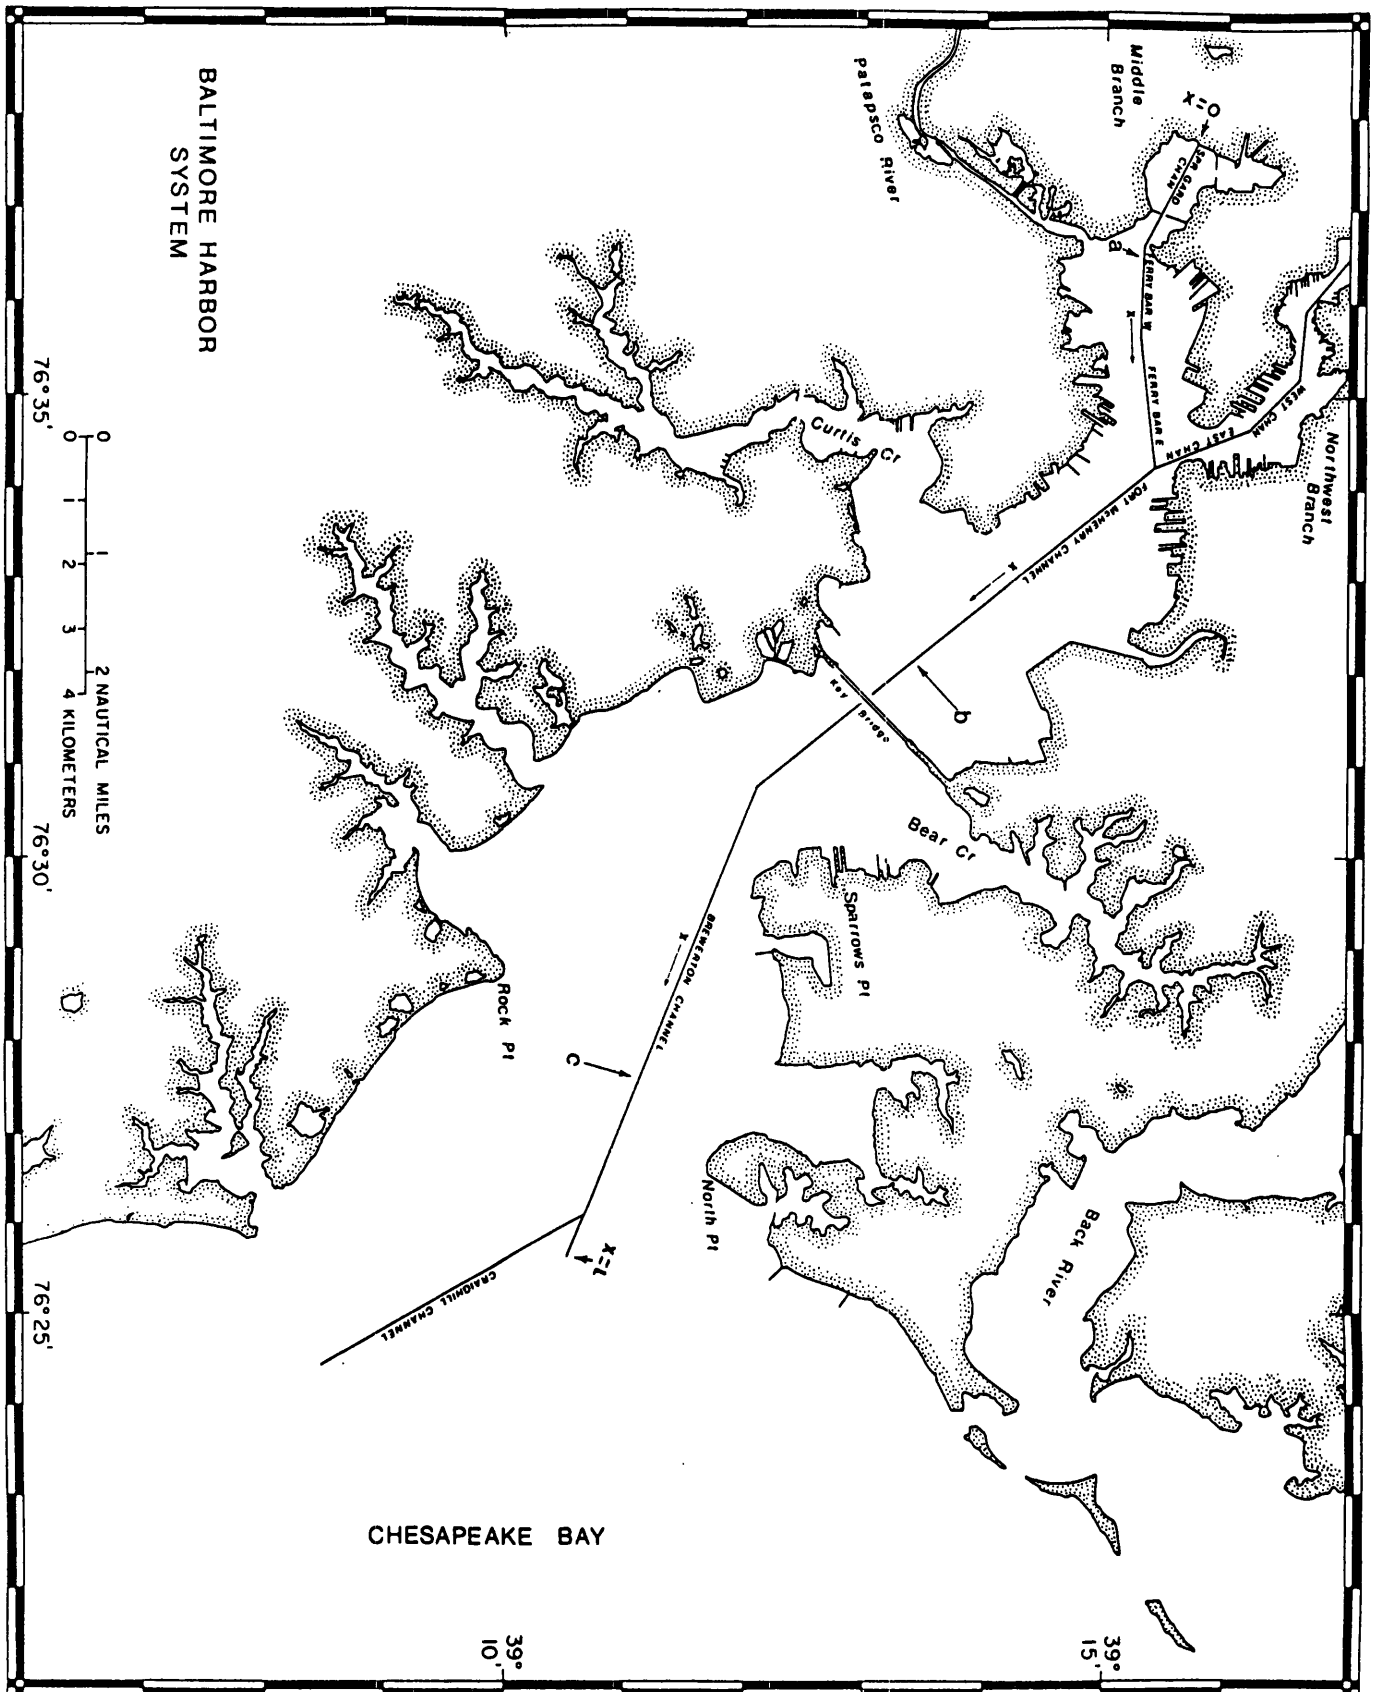 BALTIMORE HARBOR
SYSTEM
Middle
Branch
X=O
SPR GARD
CHAN
Patapsco River
a
FERRY BAR W
x
FERRY BAR E
WEST CHAN
EAST CHAN
Northwest
Branch
Curtis
Cr
FORT McHENRY CHANNEL
x
b
Key Bridge
Bear Cr
Sparrows Pt
BREWERTON CHANNEL
x
c
Rock Pt
North Pt
Back River
X=L
CRAIGHILL CHANNEL
CHESAPEAKE BAY
0 1 2 NAUTICAL MILES
0 1 2 3 4 KILOMETERS
76°35'
76°30'
76°25'
39°
10'
39°
15'